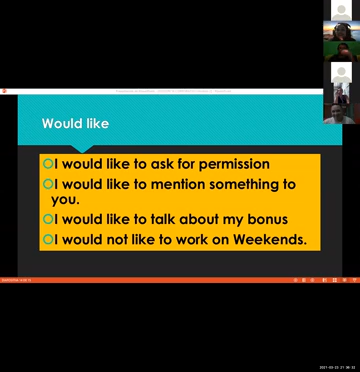 Would like
I would like to ask for permission
I would like to mention something to
you.
I would like to talk about my bonus
I would not like to work on Weekends.